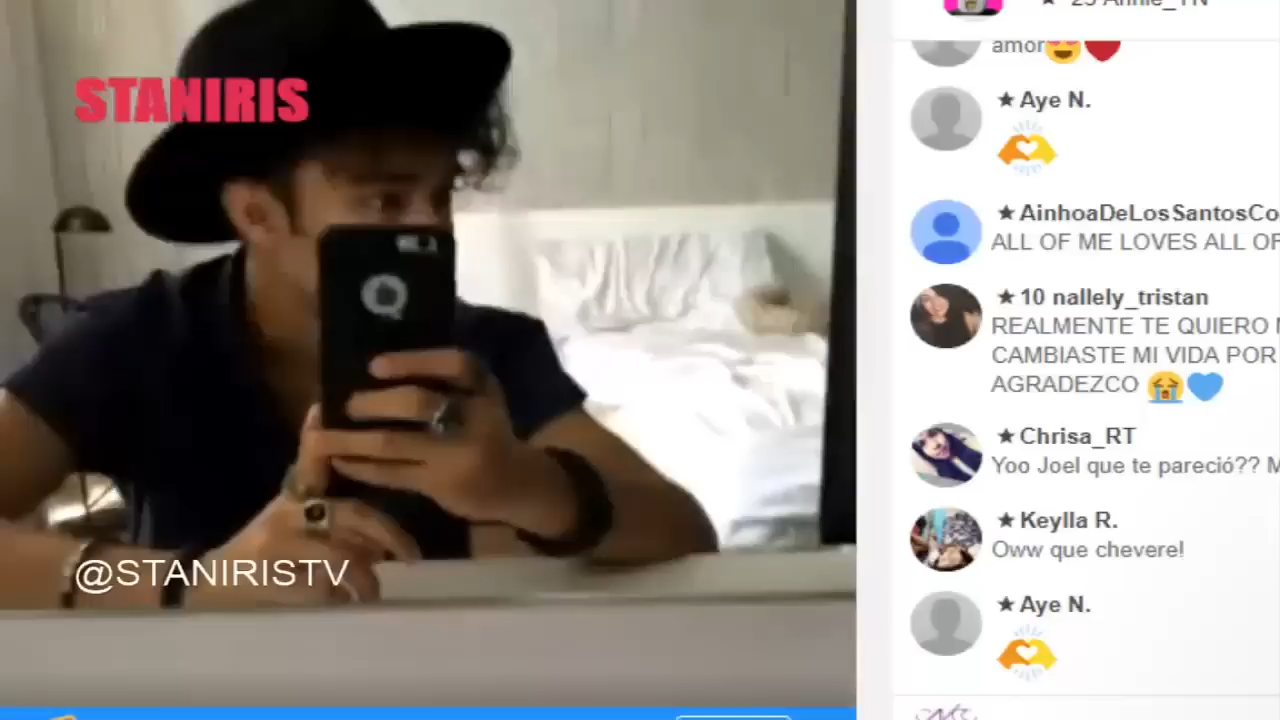 STANIRIS
@STANIRISTV
amor😍❤
★ Aye N.
★ AinhoaDeLosSantosCo
ALL OF ME LOVES ALL OF
★ 10 nallely_tristan
REALMENTE TE QUIERO
CAMBIASTE MI VIDA POR
AGRADEZCO 😭💙
★ Chrisa_RT
Yoo Joel que te pareció?? M
★ Keylla R.
Oww que chevere!
★ Aye N.